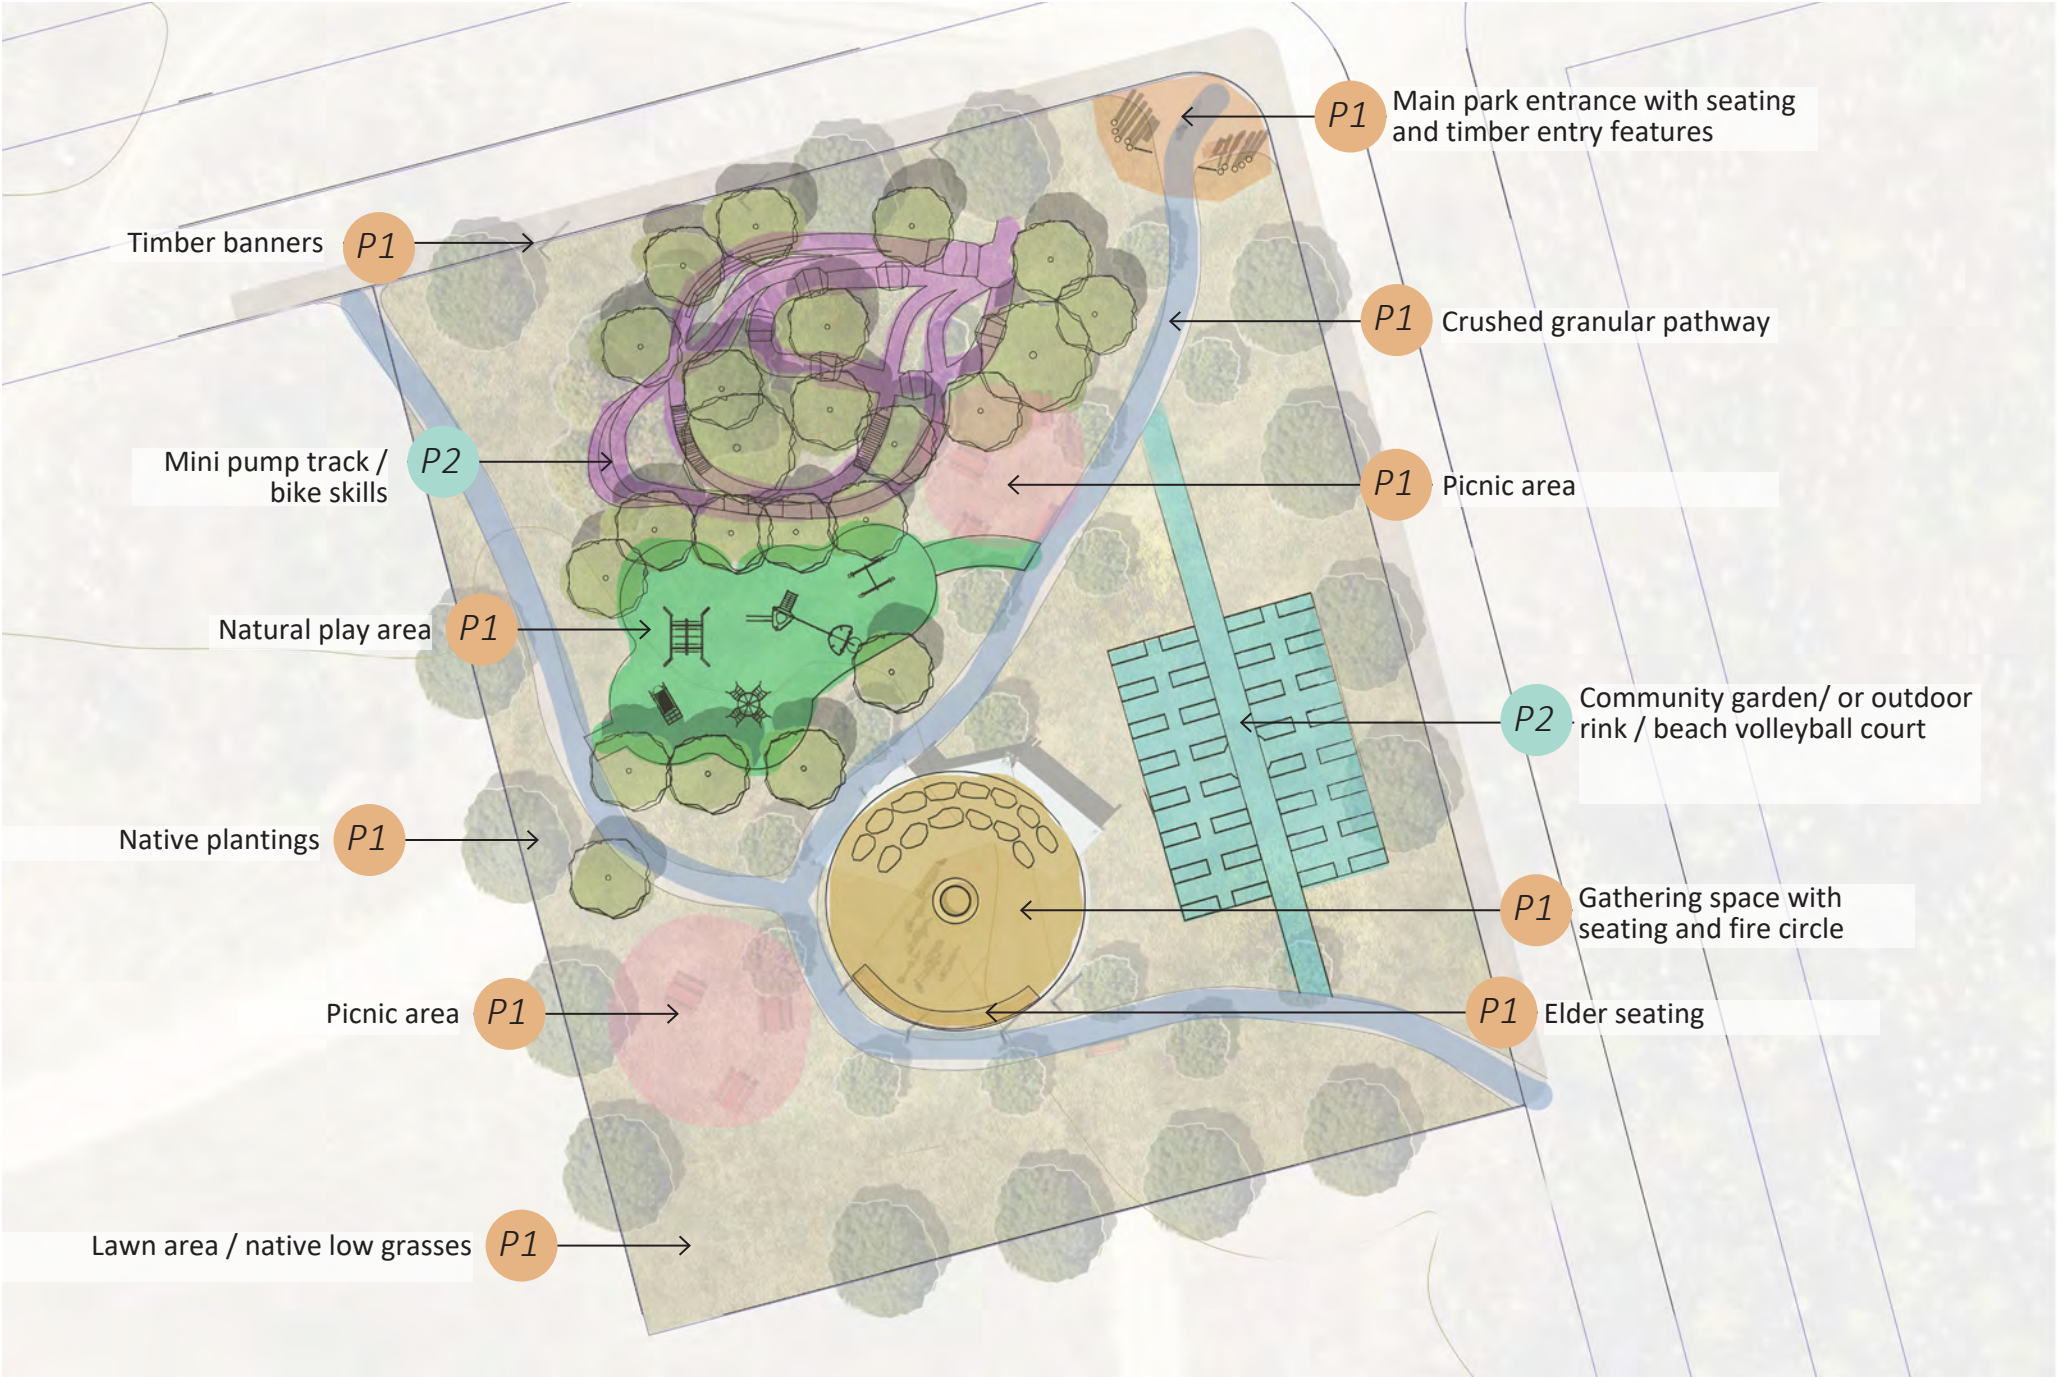 P1 Main park entrance with seating
and timber entry features
Timber banners P1
P1 Crushed granular pathway
Mini pump track / P2
bike skills
P1 Picnic area
Natural play area P1
P2 Community garden/ or outdoor
rink / beach volleyball court
Native plantings P1
P1 Gathering space with
seating and fire circle
Picnic area P1
P1 Elder seating
Lawn area / native low grasses P1